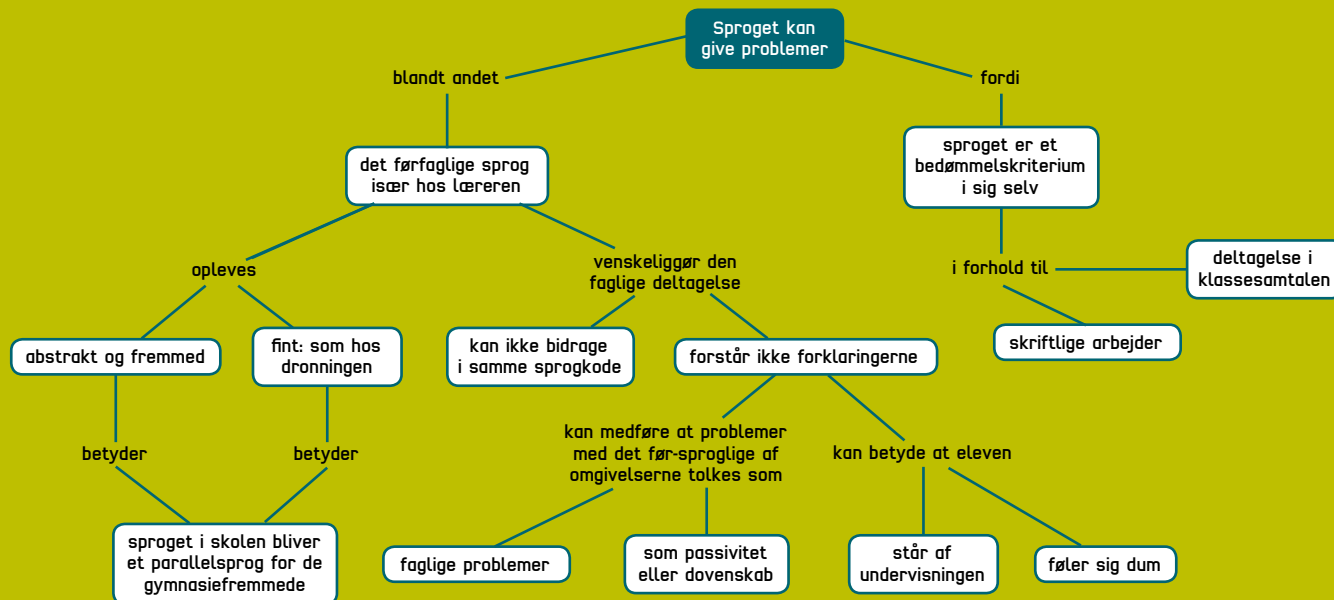 Sproget kan
give problemer
blandt andet
fordi
det førfaglige sprog
især hos læreren
sproget er et
bedømmelskriterium
i sig selv
opleves
venskeliggør den
faglige deltagelse
i forhold til
deltagelse i
klassesamtalen
abstrakt og fremmed
fint: som hos
dronningen
kan ikke bidrage
i samme sprogkode
forstår ikke forklaringerne
skriftlige arbejder
betyder
betyder
kan medføre at problemer
med det før-sproglige af
omgivelserne tolkes som
kan betyde at eleven
sproget i skolen bliver
et parallelsprog for de
gymnasiefremmede
faglige problemer
som passivitet
eller dovenskab
står af
undervisningen
føler sig dum